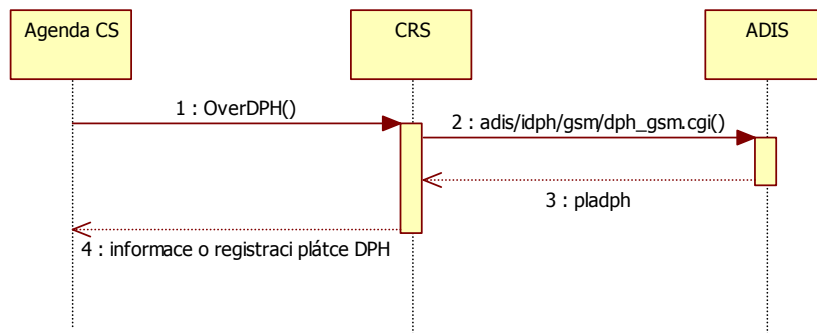 Agenda CS
CRS
ADIS
1 : OverDPH()
2 : adis/idph/gsm/dph_gsm.cgi()
3 : pladph
4 : informace o registraci plátce DPH